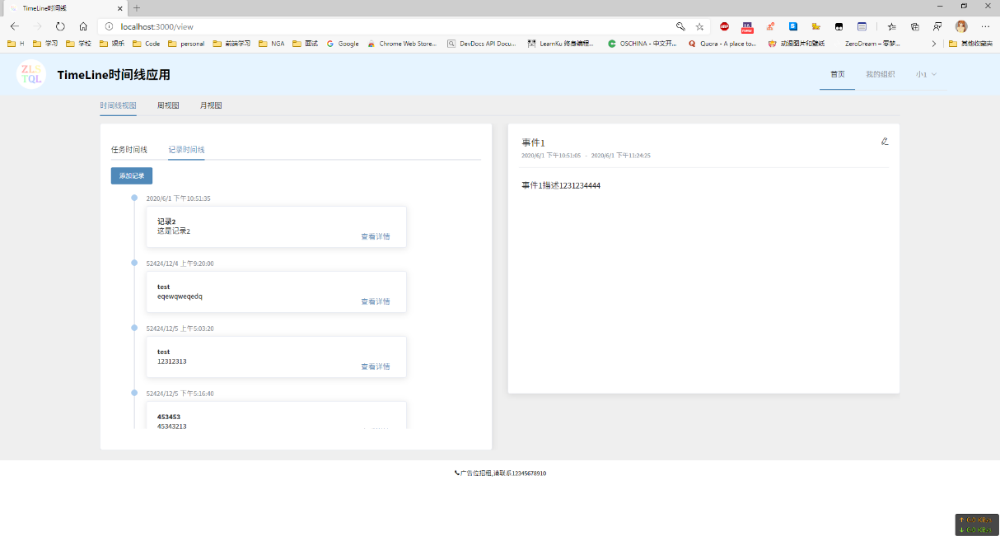 TimeLine时间线
localhost:3000/view
H 学习 学校 娱乐 Code personal 前端学习 NGA 面试 Google Chrome Web Store... DevDocs API Docu... LearnKu 终身编程... OSCHINA - 中文开... Quora - A place to... 动漫图片和壁纸 ZeroDream – 零梦... 其他收藏夹
ABP
new
ZLS
TQL
TimeLine时间线应用
首页 我的组织 小1
时间线视图 周视图 月视图
任务时间线 记录时间线
添加记录
2020/6/1 下午10:51:35
记录2
这是记录2
查看详情
52424/12/4 上午9:20:00
test
eqewqweqedq
查看详情
52424/12/5 上午5:03:20
test
12312313
查看详情
52424/12/5 下午5:16:40
453453
45343213
事件1
2020/6/1 下午10:51:05 - 2020/6/1 下午11:24:25
事件1描述1231234444
广告位招租,请联系12345678910
↑ 0.0 KB/s
↓ 0.0 KB/s